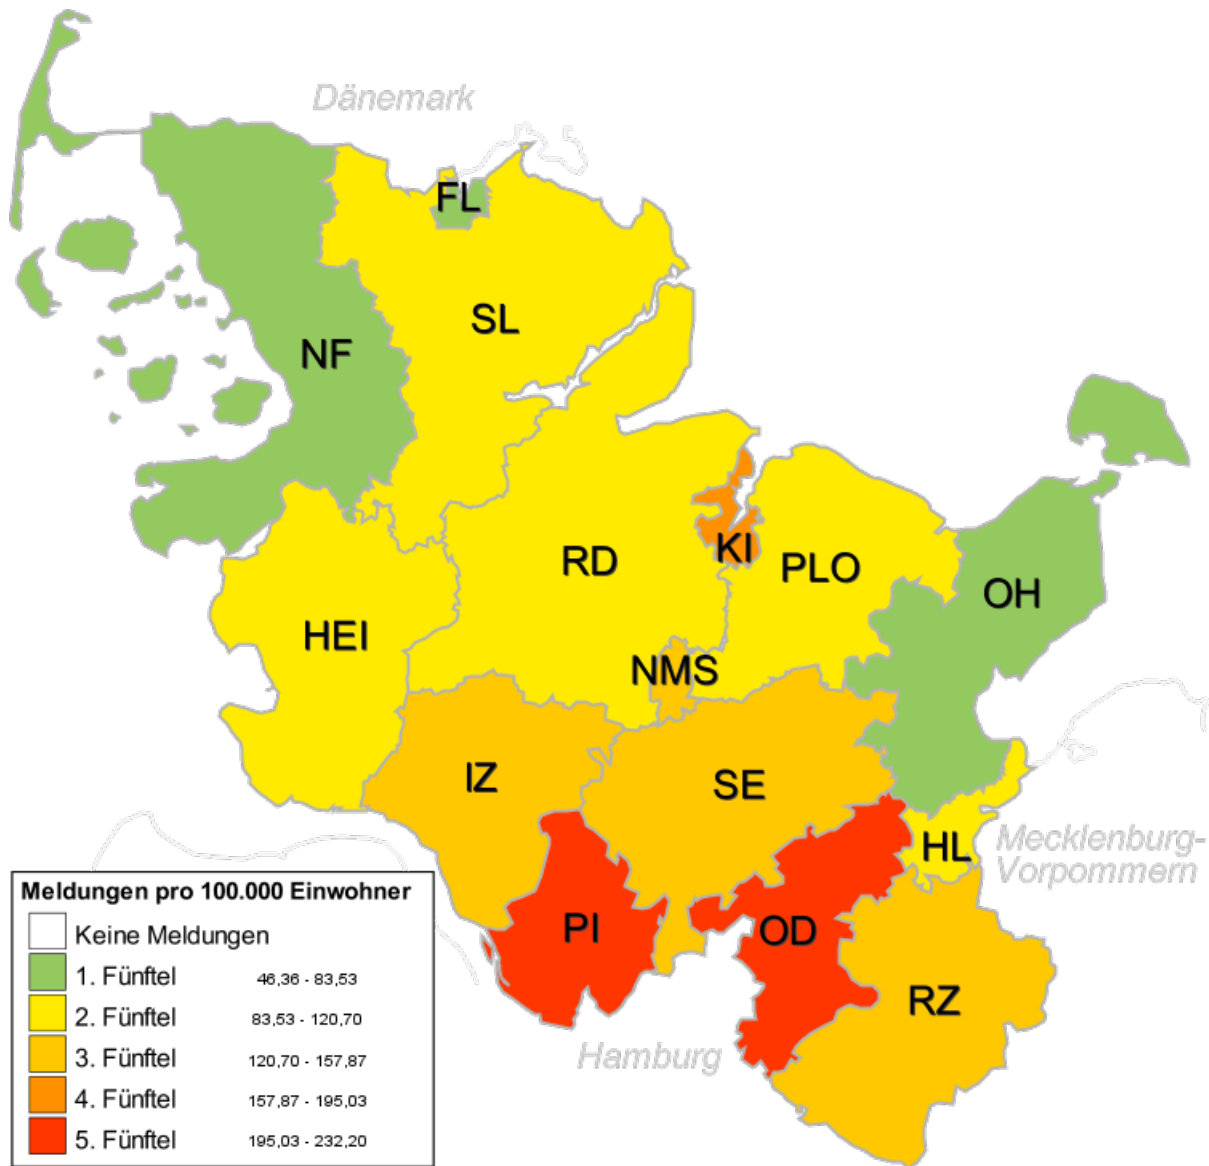 Dänemark
FL
SL
NF
KI
RD
PLO
OH
HEI
NMS
IZ
SE
HL
Mecklenburg-
Vorpommern
PI
OD
RZ
Hamburg
Meldungen pro 100.000 Einwohner
Keine Meldungen
1. Fünftel 46,36 - 83,53
2. Fünftel 83,53 - 120,70
3. Fünftel 120,70 - 157,87
4. Fünftel 157,87 - 195,03
5. Fünftel 195,03 - 232,20